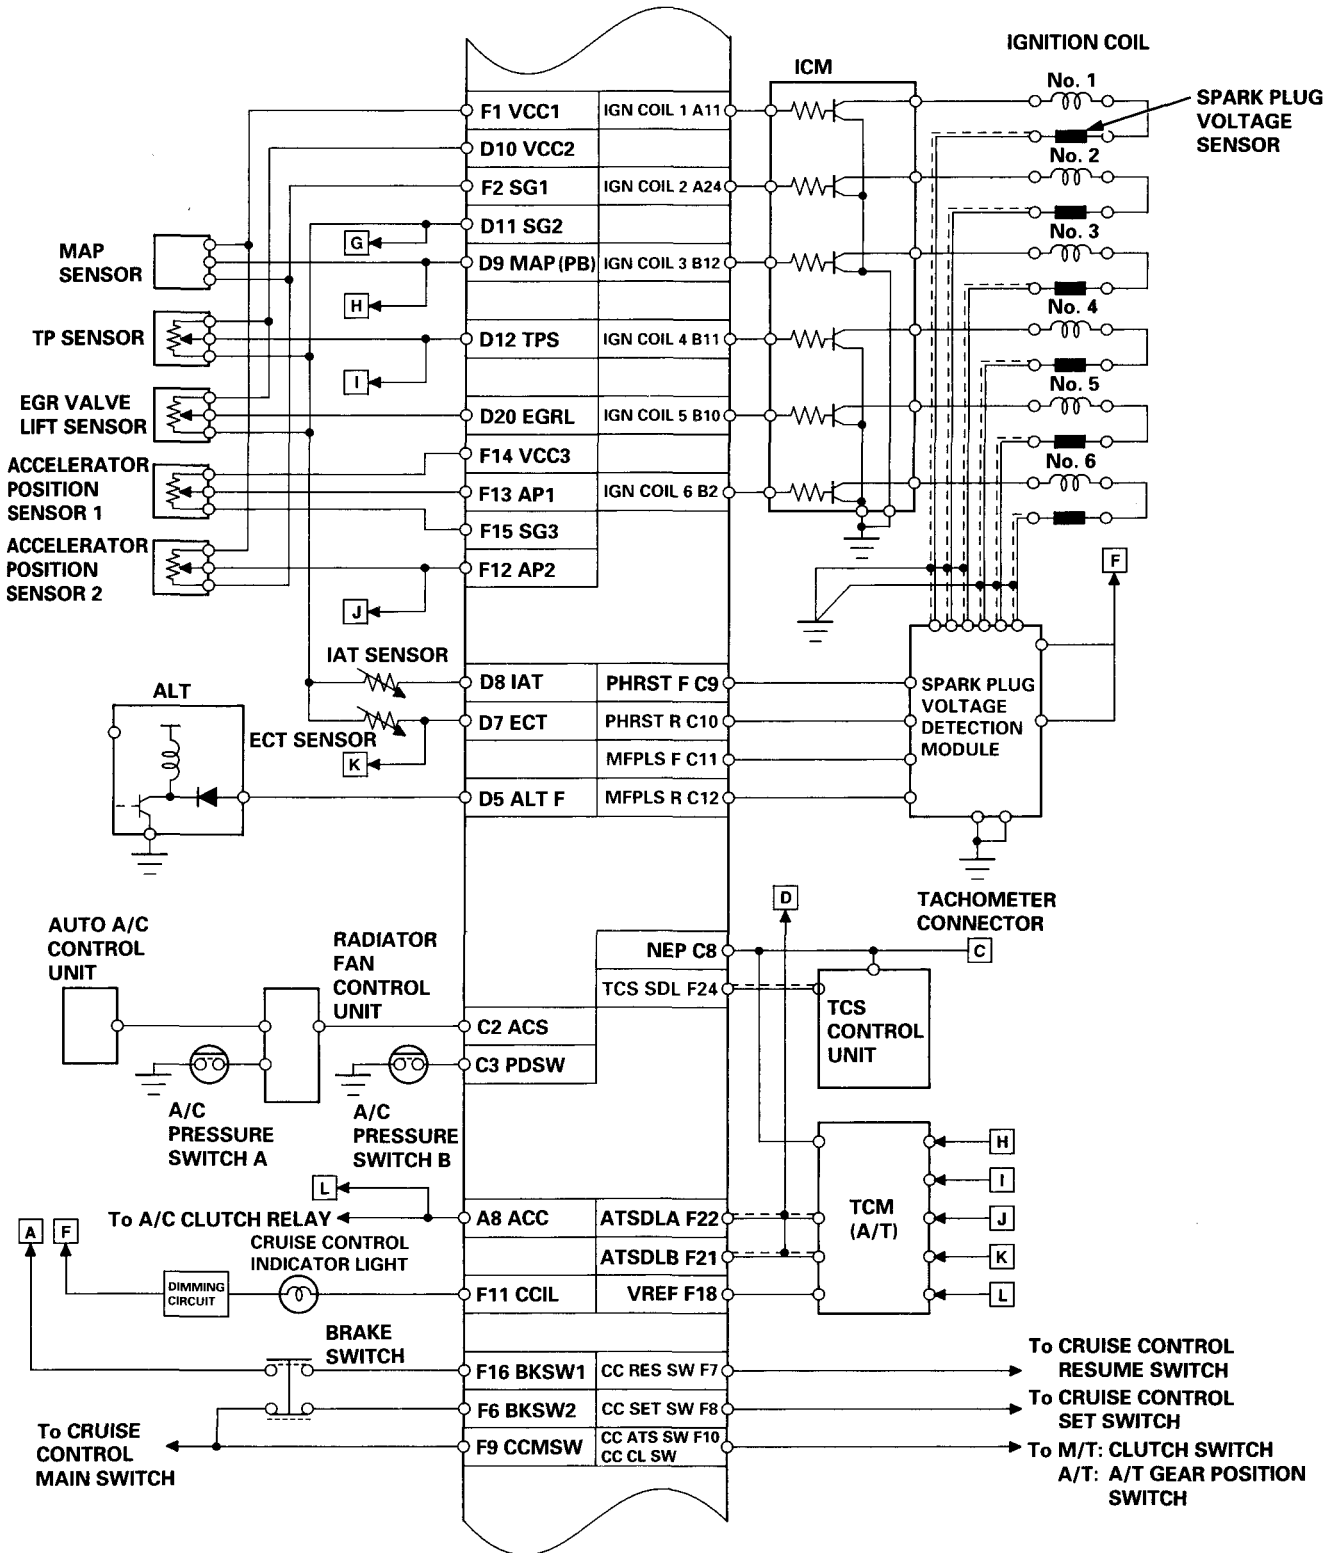 IGNITION COIL
ICM
No. 1
SPARK PLUG
VOLTAGE
SENSOR
No. 2
No. 3
No. 4
No. 5
No. 6
F1 VCC1
IGN COIL 1 A11
D10 VCC2
F2 SG1
IGN COIL 2 A24
D11 SG2
G
D9 MAP (PB)
IGN COIL 3 B12
H
D12 TPS
IGN COIL 4 B11
I
D20 EGRL
IGN COIL 5 B10
F14 VCC3
F13 AP1
IGN COIL 6 B2
F15 SG3
F12 AP2
J
MAP
SENSOR
TP SENSOR
EGR VALVE
LIFT SENSOR
ACCELERATOR
POSITION
SENSOR 1
ACCELERATOR
POSITION
SENSOR 2
F
IAT SENSOR
D8 IAT
PHRST F C9
SPARK PLUG
VOLTAGE
DETECTION
MODULE
ALT
ECT SENSOR
D7 ECT
PHRST R C10
K
MFPLS F C11
D5 ALT F
MFPLS R C12
D
TACHOMETER
CONNECTOR
AUTO A/C
CONTROL
UNIT
RADIATOR
FAN
CONTROL
UNIT
NEP C8
C
TCS SDL F24
TCS
CONTROL
UNIT
C2 ACS
C3 PDSW
A/C
PRESSURE
SWITCH A
A/C
PRESSURE
SWITCH B
L
To A/C CLUTCH RELAY
A8 ACC
ATSDLA F22
TCM
(A/T)
H
I
J
K
L
A
F
CRUISE CONTROL
INDICATOR LIGHT
ATSDLB F21
DIMMING
CIRCUIT
F11 CCIL
VREF F18
BRAKE
SWITCH
F16 BKSW1
CC RES SW F7
To CRUISE CONTROL
RESUME SWITCH
F6 BKSW2
CC SET SW F8
To CRUISE CONTROL
SET SWITCH
To CRUISE
CONTROL
MAIN SWITCH
F9 CCMSW
CC ATS SW F10
CC CL SW
To M/T: CLUTCH SWITCH
A/T: A/T GEAR POSITION
SWITCH